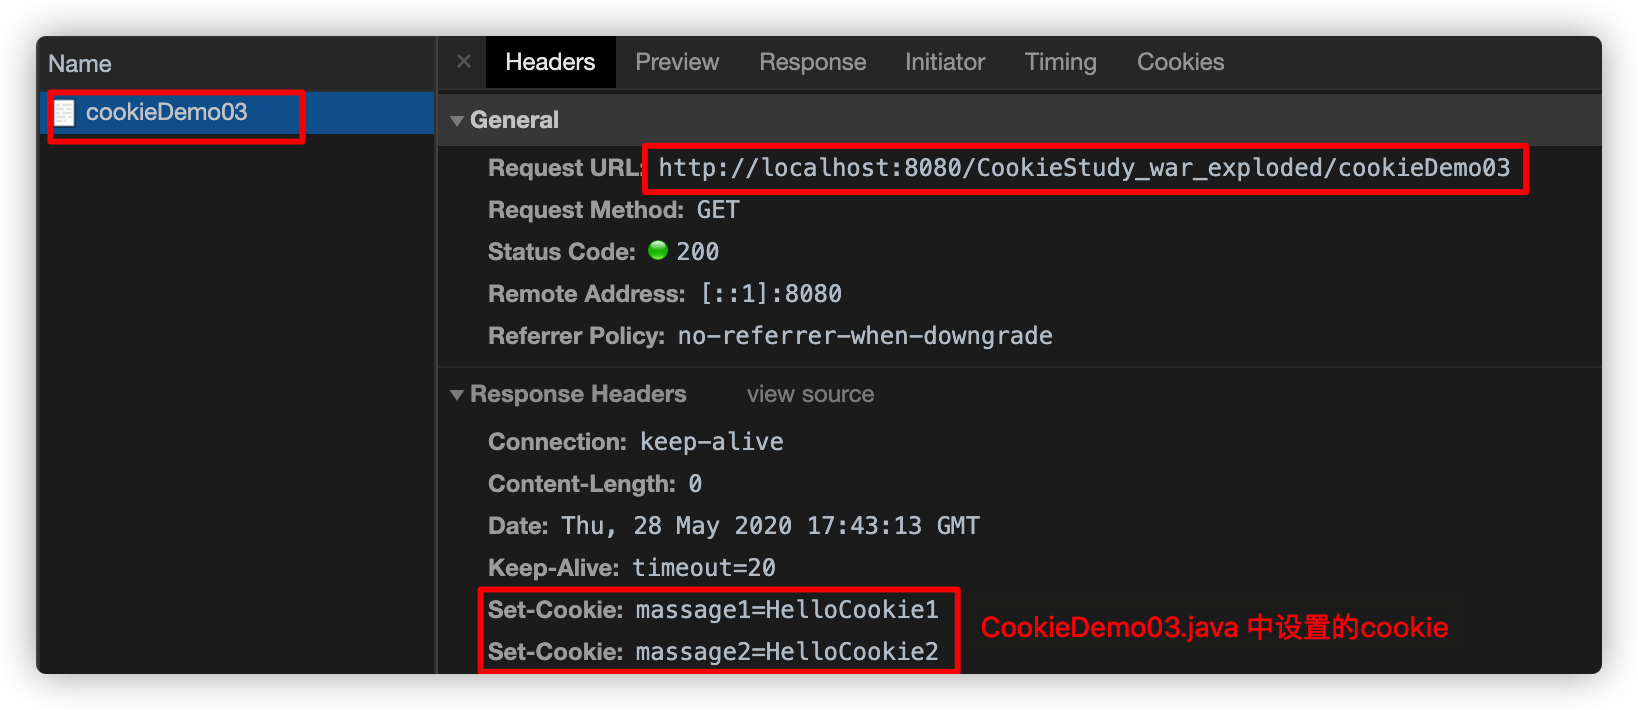 Name
cookieDemo03
× Headers Preview Response Initiator Timing Cookies
General
Request URL: http://localhost:8080/CookieStudy_war_exploded/cookieDemo03
Request Method: GET
Status Code: 200
Remote Address: [::1]:8080
Referrer Policy: no-referrer-when-downgrade
Response Headers view source
Connection: keep-alive
Content-Length: 0
Date: Thu, 28 May 2020 17:43:13 GMT
Keep-Alive: timeout=20
Set-Cookie: massage1=HelloCookie1
Set-Cookie: massage2=HelloCookie2
CookieDemo03.java 中设置的cookie